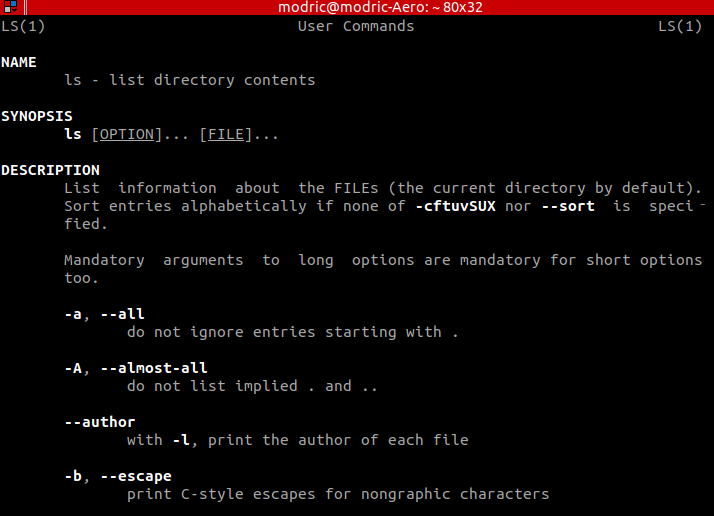 modric@modric-Aero: ~ 80x32
LS(1) User Commands LS(1)
NAME
ls - list directory contents
SYNOPSIS
ls [OPTION]... [FILE]...
DESCRIPTION
List information about the FILEs (the current directory by default).
Sort entries alphabetically if none of -cftuvSUX nor --sort is speci-
fied.
Mandatory arguments to long options are mandatory for short options
too.
-a, --all
do not ignore entries starting with .
-A, --almost-all
do not list implied . and ..
--author
with -l, print the author of each file
-b, --escape
print C-style escapes for nongraphic characters